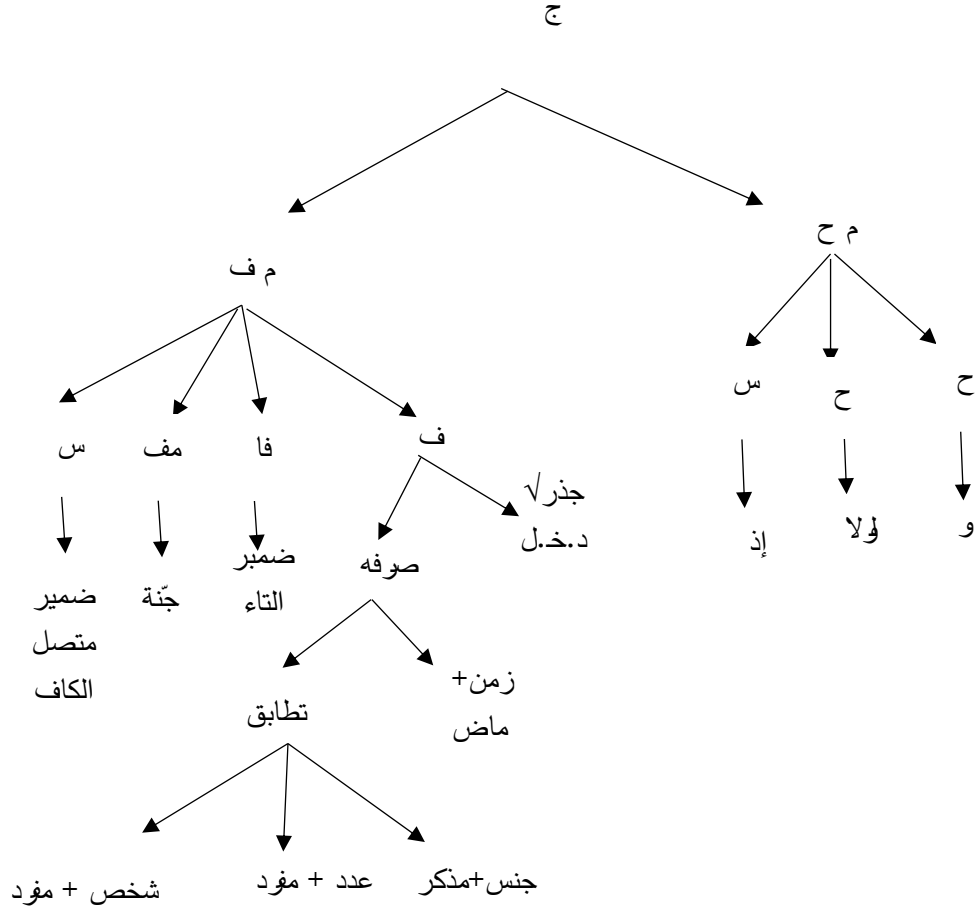 ج
م ح
م ف
ح
ح
س
ف
فا
مف
س
و
لولا
إذ
جذر√
د.خ.ل
صرفه
ضمير
التاء
جنّة
ضمير
متصل
الكاف
زمن+
ماض
تطابق
جنس+مذكر
عدد + مفرد
شخص + مفرد